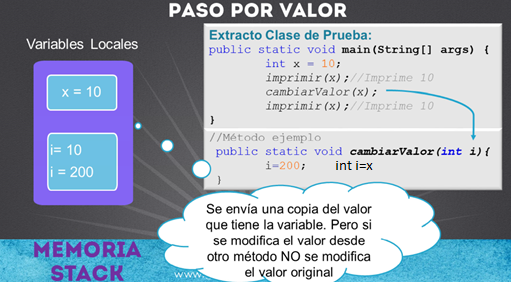 PASO POR VALOR
Variables Locales
x = 10
i= 10
i = 200
MEMORIA
STACK
Extracto Clase de Prueba:
public static void main(String[] args) {
int x = 10;
imprimir(x);//Imprime 10
cambiarValor(x);
imprimir(x);//Imprime 10
}
//Método ejemplo
public static void cambiarValor(int i){
i=200; int i=x
}
Se envía una copia del valor
que tiene la variable. Pero si
se modifica el valor desde
otro método NO se modifica
el valor original
www.